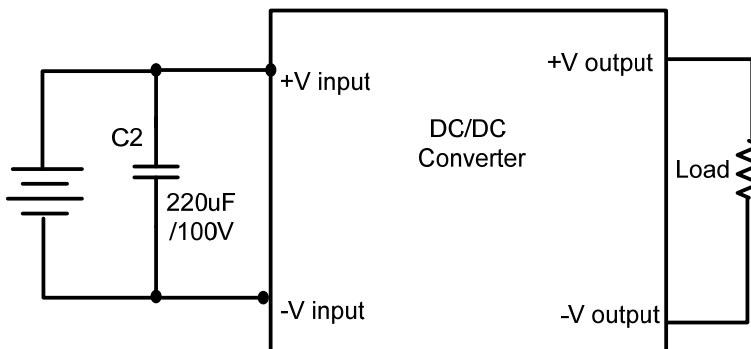 +V output
+V input
DC/DC
Converter
C2
Load
220uF
/100V
-V input
-V output